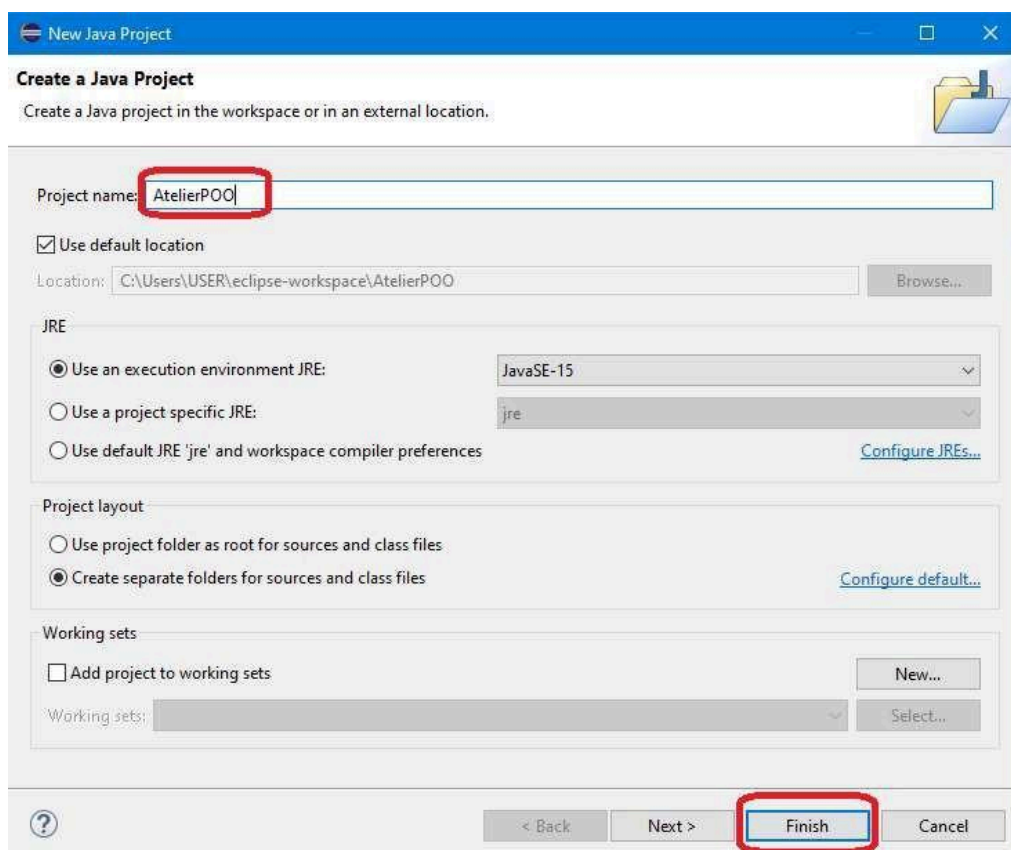 New Java Project
Create a Java Project
Create a Java project in the workspace or in an external location.
Project name: AtelierPOO
Use default location
Location: C:\Users\USER\eclipse-workspace\AtelierPOO Browse...
JRE
Use an execution environment JRE: JavaSE-15
Use a project specific JRE: jre
Use default JRE 'jre' and workspace compiler preferences Configure JREs...
Project layout
Use project folder as root for sources and class files
Create separate folders for sources and class files Configure default...
Working sets
Add project to working sets New...
Working sets: Select...
? < Back Next > Finish Cancel